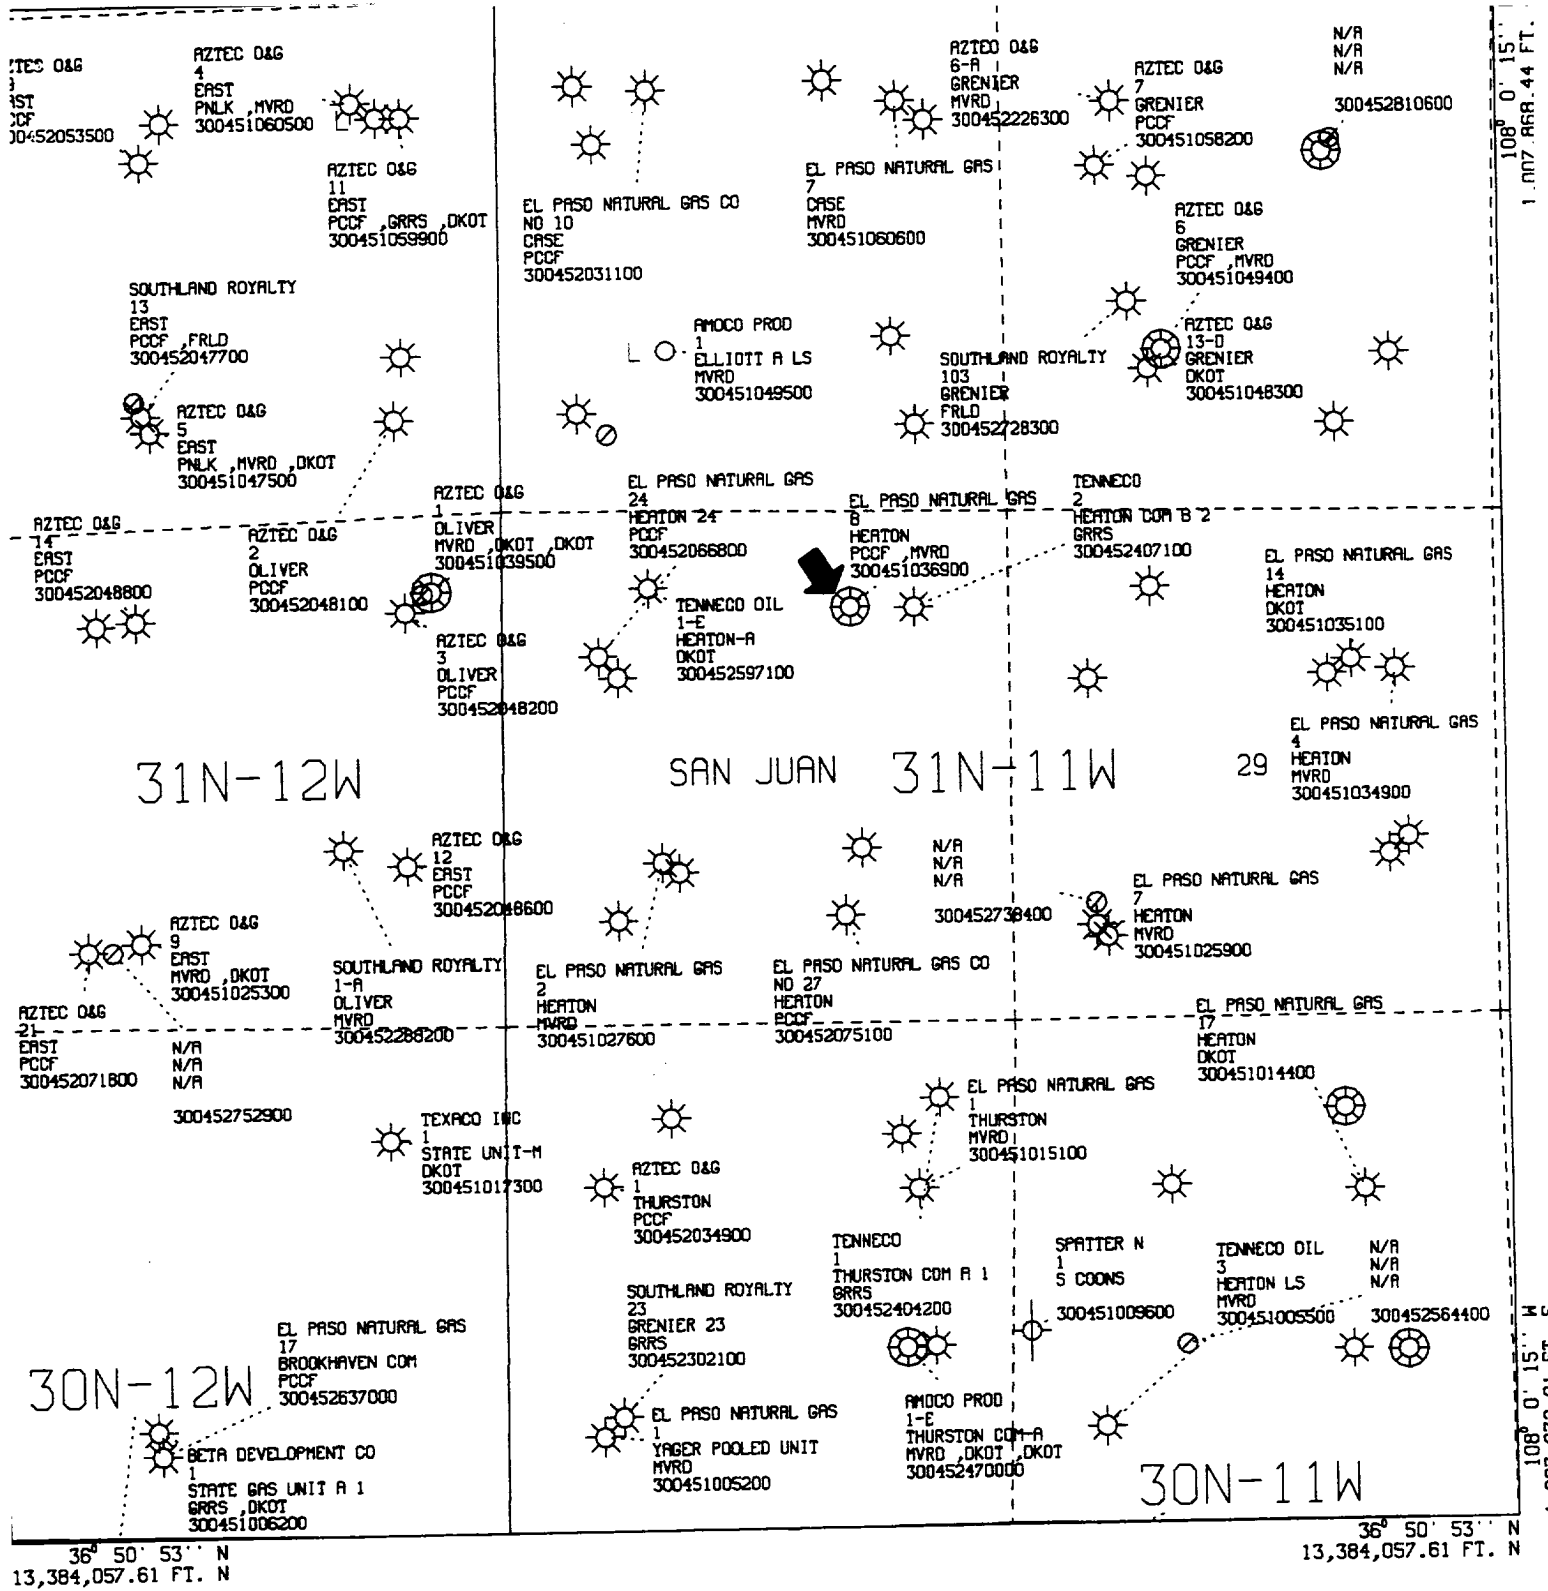 AZTEC O&G
4
EAST
PNLK ,MVRD
300451060500
AZTEC O&G
11
EAST
PCCF ,GRRS ,DKOT
300451059900
EL PASO NATURAL GAS CO
NO 10
CASE
PCCF
300452031100
EL PASO NATURAL GAS
7
CASE
MVRD
300451060600
AZTEC O&G
6-A
GRENIER
MVRD
300452226300
AZTEC O&G
7
GRENIER
PCCF
300451058200
N/A
N/A
N/A
300452810600
108° 0' 15''
AZTEC O&G
6
GRENIER
PCCF ,MVRD
300451049400
SOUTHLAND ROYALTY
13
EAST
PCCF ,FRLD
300452047700
AZTEC O&G
5
EAST
PNLK ,MVRD ,DKOT
300451047500
L
AMOCO PROD
1
ELLIOTT A LS
MVRD
300451049500
SOUTHLAND ROYALTY
103
GRENIER
FRLD
300452728300
AZTEC O&G
13-D
GRENIER
DKOT
300451048300
AZTEC O&G
14
EAST
PCCF
300452048800
AZTEC O&G
2
OLIVER
PCCF
300452048100
AZTEC O&G
1
OLIVER
MVRD ,DKOT ,DKOT
300451039500
EL PASO NATURAL GAS
24
HEATON 24
PCCF
300452066800
EL PASO NATURAL GAS
8
HEATON
PCCF ,MVRD
300451036900
TENNECO
2
HEATON COM B 2
GRRS
300452407100
EL PASO NATURAL GAS
14
HEATON
DKOT
300451035100
AZTEC O&G
3
OLIVER
PCCF
300452048200
TENNECO OIL
1-E
HEATON-A
DKOT
300452597100
EL PASO NATURAL GAS
4
HEATON
MVRD
300451034900
31N-12W
SAN JUAN
31N-11W
29
AZTEC O&G
12
EAST
PCCF
300452048600
N/A
N/A
N/A
300452738400
EL PASO NATURAL GAS
7
HEATON
MVRD
300451025900
AZTEC O&G
9
EAST
MVRD ,DKOT
300451025300
SOUTHLAND ROYALTY
1-A
OLIVER
MVRD
300452288200
EL PASO NATURAL GAS
2
HEATON
MVRD
300451027600
EL PASO NATURAL GAS CO
NO 27
HEATON
PCCF
300452075100
AZTEC O&G
21
EAST
PCCF
300452071800
N/A
N/A
N/A
300452752900
EL PASO NATURAL GAS
17
HEATON
DKOT
300451014400
TEXACO INC
1
STATE UNIT-M
DKOT
300451017300
EL PASO NATURAL GAS
1
THURSTON
MVRD
300451015100
AZTEC O&G
1
THURSTON
PCCF
300452034900
TENNECO
1
THURSTON COM A 1
GRRS
300452404200
SPATTER N
1
S COONS
300451009600
TENNECO OIL
3
HEATON LS
MVRD
300451005500
N/A
N/A
N/A
300452564400
SOUTHLAND ROYALTY
23
GRENIER 23
GRRS
300452302100
EL PASO NATURAL GAS
17
BROOKHAVEN COM
PCCF
300452637000
30N-12W
EL PASO NATURAL GAS
1
YAGER POOLED UNIT
MVRD
300451005200
AMOCO PROD
1-E
THURSTON COM-A
MVRD ,DKOT ,DKOT
300452470000
BETA DEVELOPMENT CO
1
STATE GAS UNIT A 1
GRRS ,DKOT
300451006200
30N-11W
108° 0' 15'' W
36° 50' 53'' N
13,384,057.61 FT. N
36° 50' 53'' N
13,384,057.61 FT. N